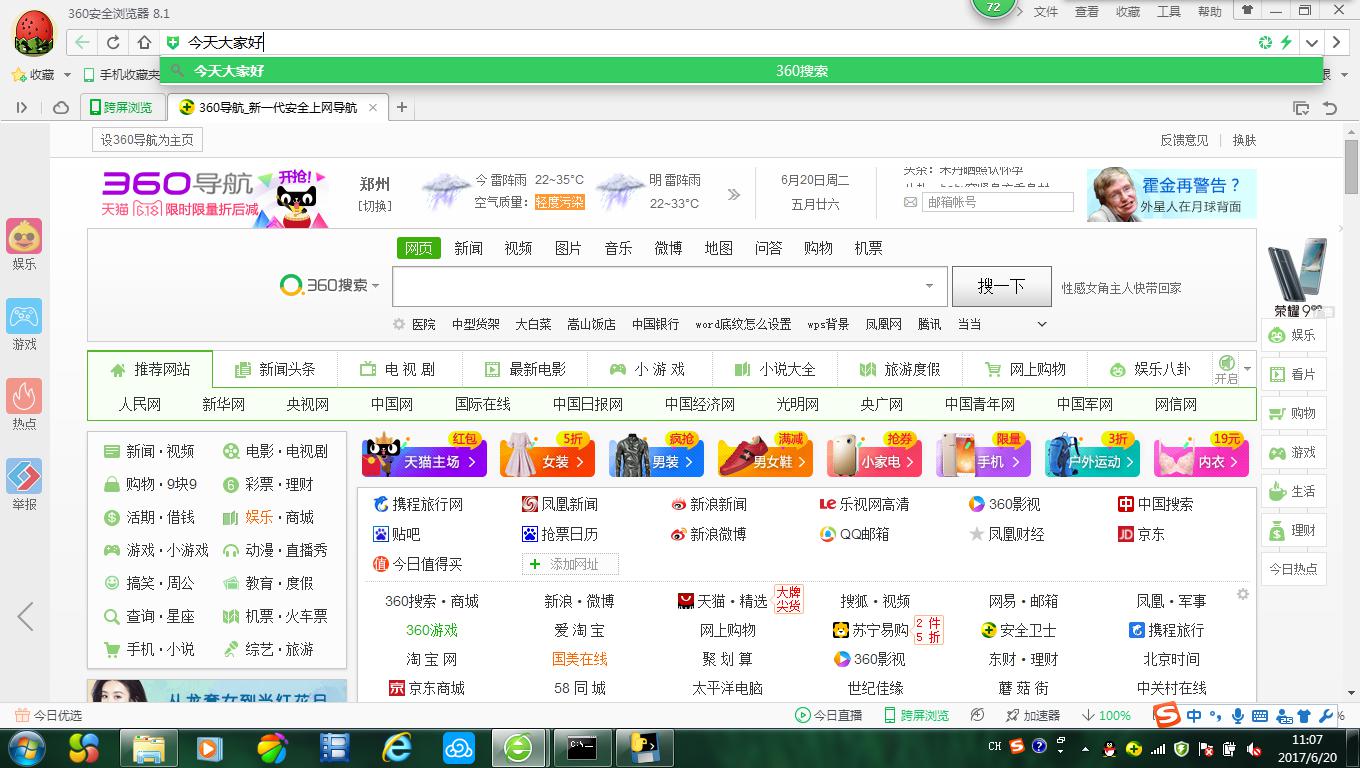 360安全浏览器 8.1
72
文件 查看 收藏 工具 帮助
今天大家好
收藏 手机收藏夹
今天大家好 360搜索
跨屏浏览 360导航_新一代安全上网导航
设360导航为主页 反馈意见 换肤
360导航 开抢!
天猫 618 限时限量折后减
郑州
[切换]
今 雷阵雨 22~35°C
空气质量: 轻度污染
明 雷阵雨
22~33°C
6月20日周二
五月廿六
邮箱帐号
霍金再警告?
外星人在月球背面
网页 新闻 视频 图片 音乐 微博 地图 问答 购物 机票
360搜索 搜一下 性感女角主人快带回家
医院 中型货架 大白菜 嵩山饭店 中国银行 word底纹怎么设置 wps背景 凤凰网 腾讯 当当
推荐网站 新闻头条 电视剧 最新电影 小游戏 小说大全 旅游度假 网上购物 娱乐八卦 开启
人民网 新华网 央视网 中国网 国际在线 中国日报网 中国经济网 光明网 央广网 中国青年网 中国军网 网信网
娱乐
游戏
热点
举报
新闻·视频 电影·电视剧
购物·9块9 彩票·理财
活期·借钱 娱乐·商城
游戏·小游戏 动漫·直播秀
搞笑·周公 教育·度假
查询·星座 机票·火车票
手机·小说 综艺·旅游
从龙套女到当红花旦
红包 5折 疯抢 满减 抢券 限量 3折 19元
天猫主场 女装 男装 男女鞋 小家电 手机 户外运动 内衣
携程旅行网 凤凰新闻 新浪新闻 乐视网高清 360影视 中国搜索
贴吧 抢票日历 新浪微博 QQ邮箱 凤凰财经 京东
今日值得买 添加网址
360搜索·商城 新浪·微博 天猫·精选 大牌尖货 搜狐·视频 网易·邮箱 凤凰·军事
360游戏 爱淘宝 网上购物 苏宁易购 2件5折 安全卫士 携程旅行
淘宝网 国美在线 聚划算 360影视 东财·理财 北京时间
京东商城 58同城 太平洋电脑 世纪佳缘 蘑菇街 中关村在线
荣耀9
娱乐
看片
购物
游戏
生活
理财
今日热点
今日优选 今日直播 跨屏浏览 加速器 100% 中
CH 11:07
2017/6/20